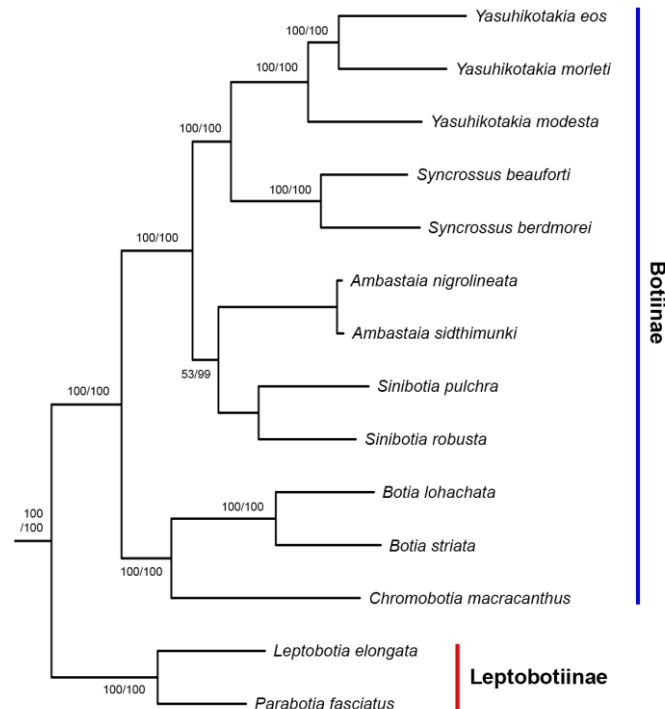 Yasuhikotakia eos
100/100
Yasuhikotakia morleti
100/100
Yasuhikotakia modesta
100/100
Syncrossus beauforti
100/100
Syncrossus berdmorei
100/100
Ambastaia nigrolineata
Botiinae
Ambastaia sidthimunki
53/99
Sinibotia pulchra
100/100
Sinibotia robusta
Botia lohachata
100/100
100
/100
Botia striata
100/100
Chromobotia macracanthus
Leptobotia elongata
Leptobotiinae
100/100
Parabotia fasciatus